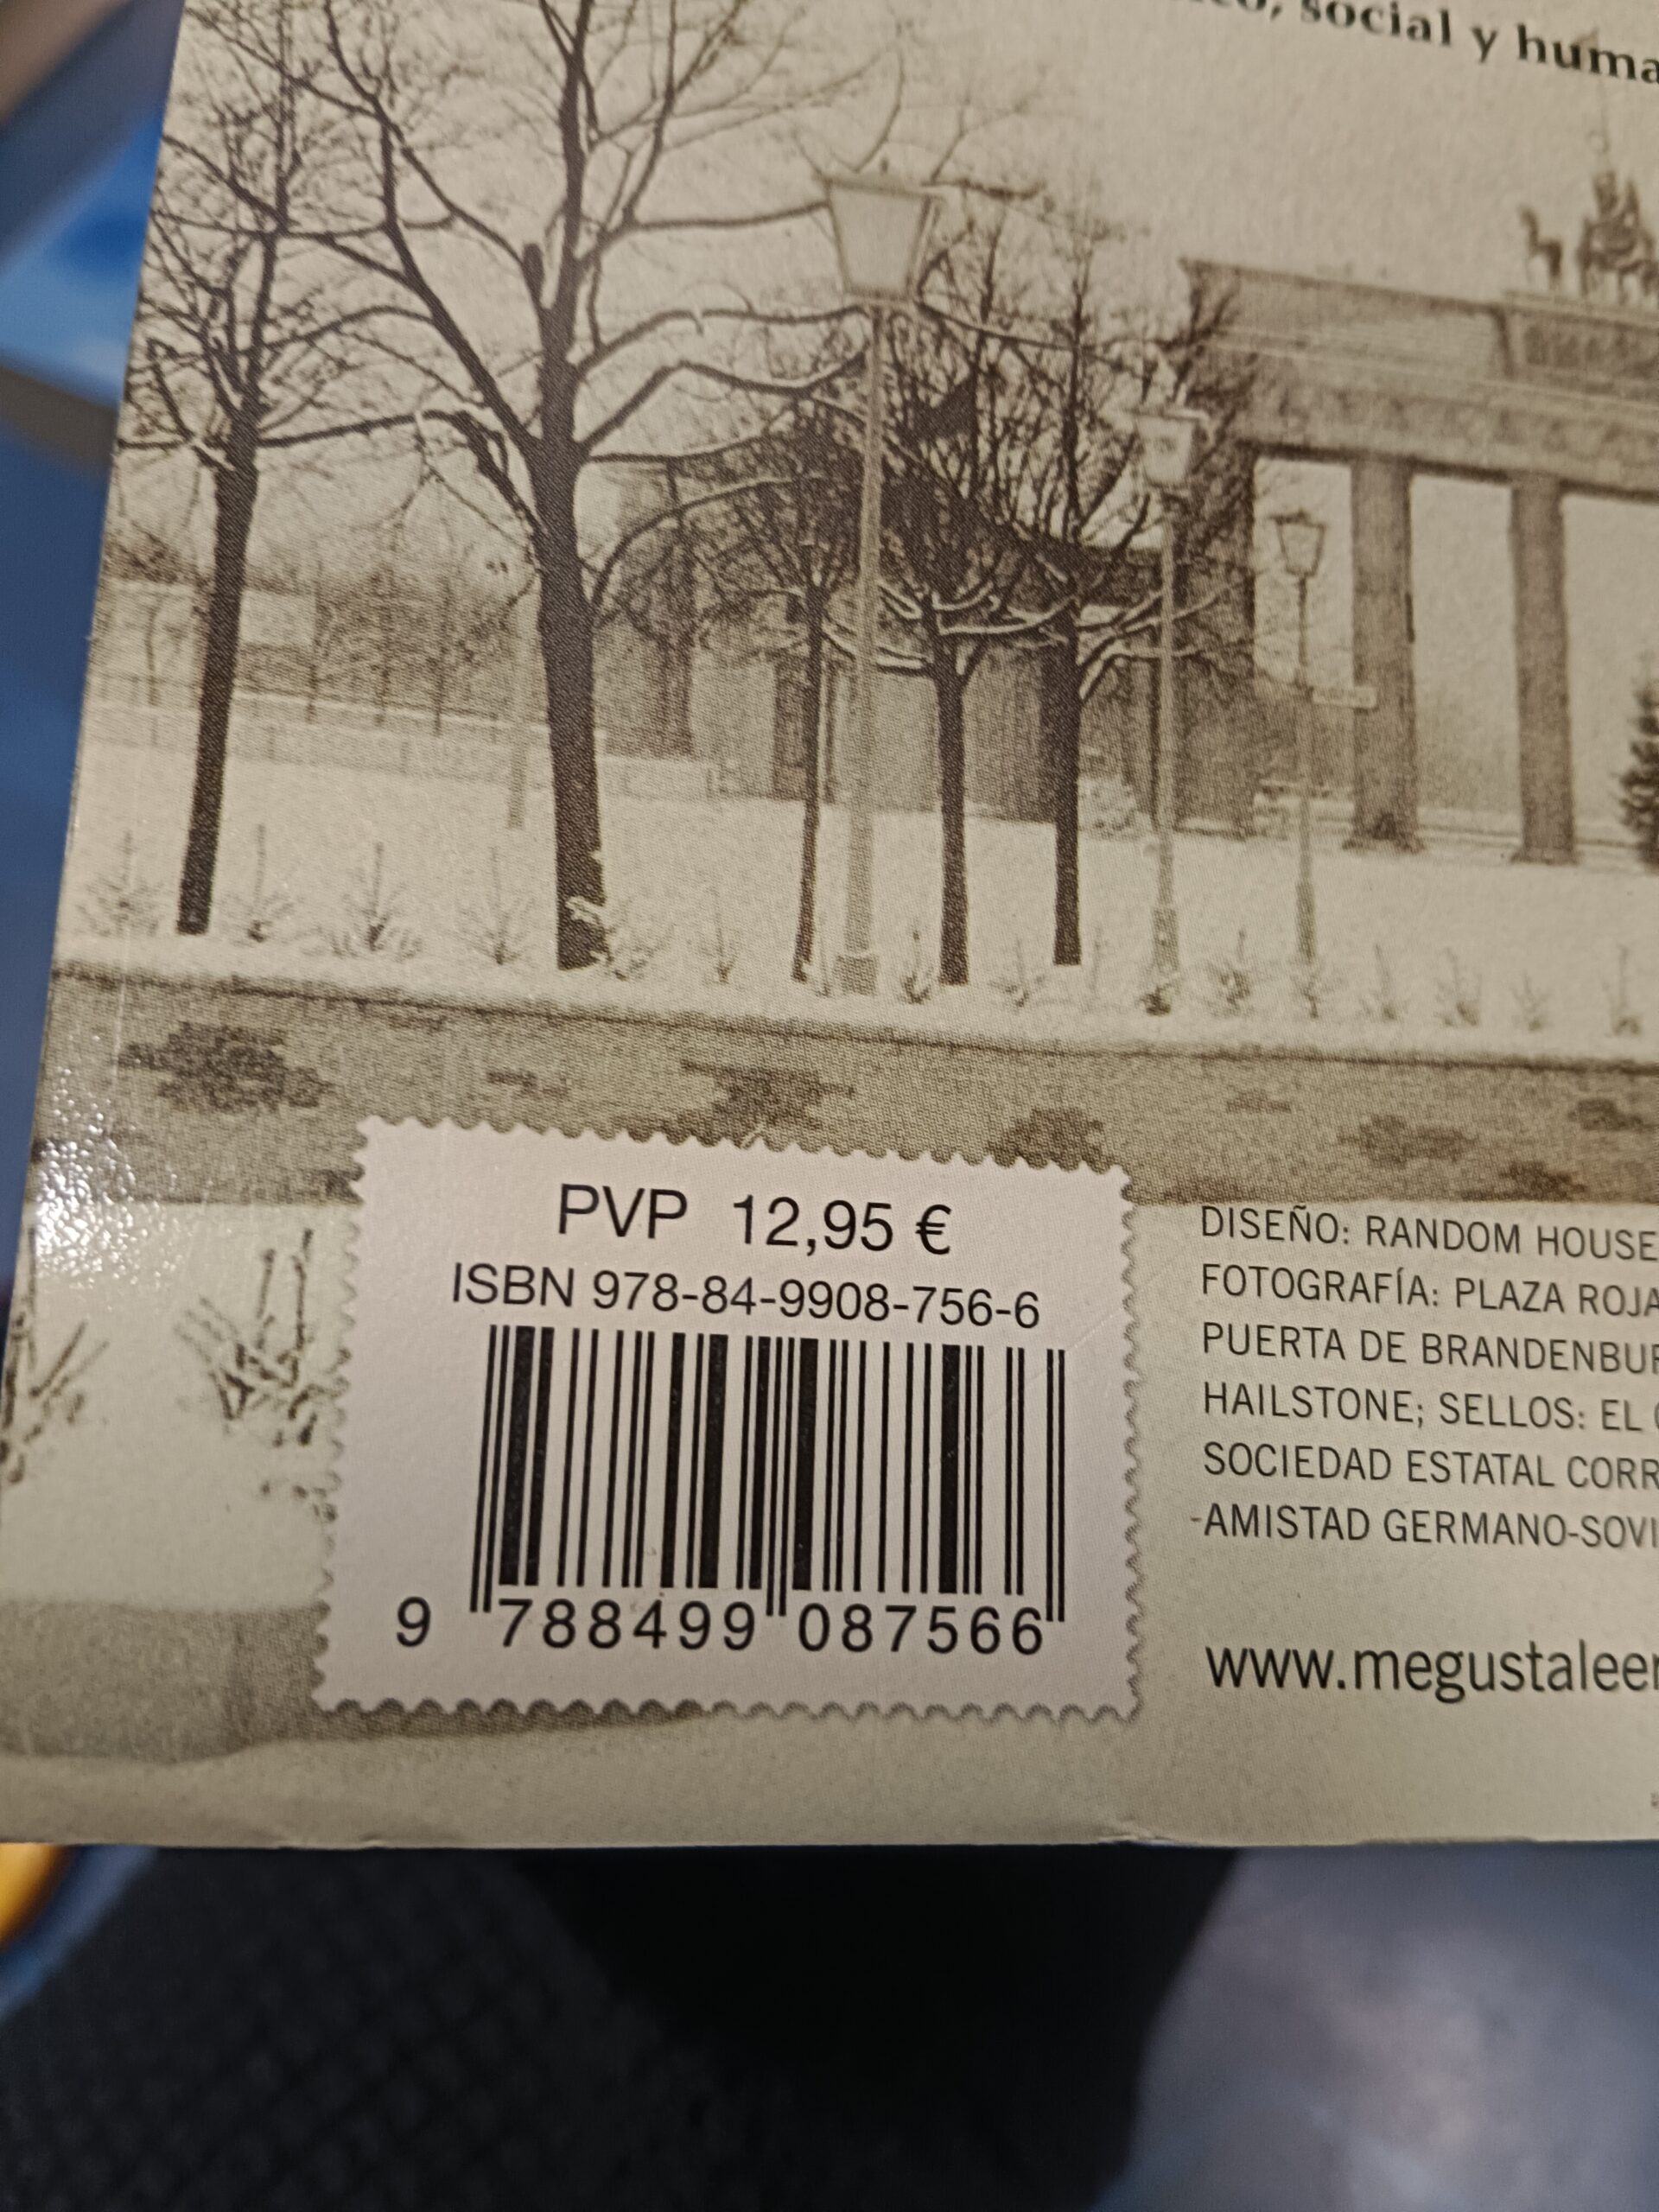 social y huma
PVP 12,95 €
ISBN 978-84-9908-756-6
9 788499 087566
DISEÑO: RANDOM HOUSE
FOTOGRAFÍA: PLAZA ROJA
PUERTA DE BRANDENBUR
HAILSTONE; SELLOS: EL
SOCIEDAD ESTATAL CORR
-AMISTAD GERMANO-SOVI
www.megustaleer